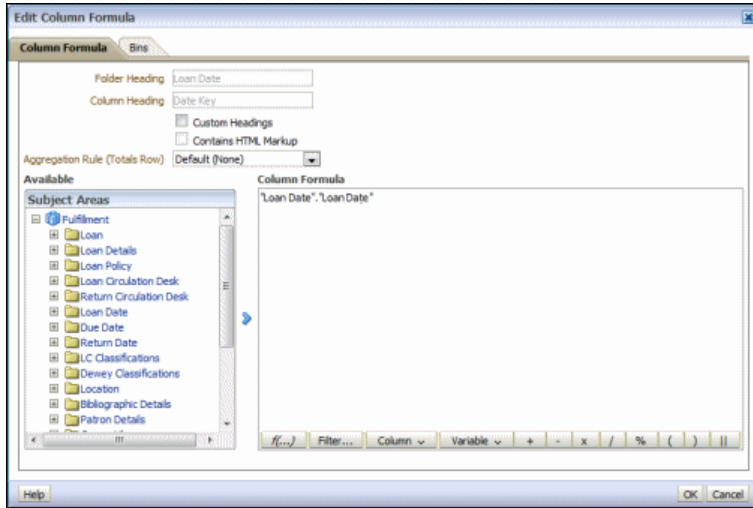 Edit Column Formula
Column Formula
Bins
Folder Heading Loan Date
Column Heading Date Key
Custom Headings
Contains HTML Markup
Aggregation Rule (Totals Row) Default (None)
Available
Column Formula
Subject Areas
"Loan Date"."Loan Date"
Fulfilment
Loan
Loan Details
Loan Policy
Loan Circulation Desk
Return Circulation Desk
Loan Date
Due Date
Return Date
LC Classifications
Dewey Classifications
Location
Bibliographic Details
Patron Details
f(...) Filter... Column Variable + - x / % ( ) ||
Help
OK Cancel